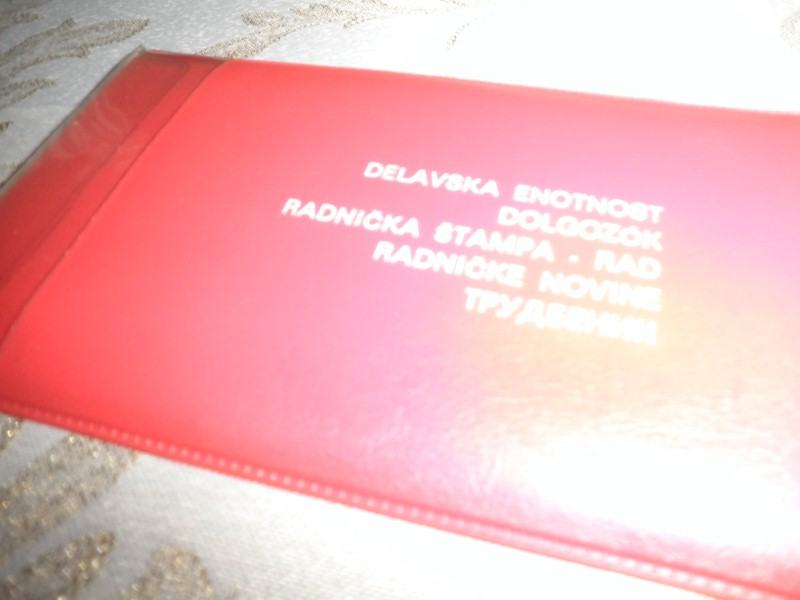 DELAVSKA ENOTNOST
DOLGOZÓK
RADNIČKA ŠTAMPA • RAD
RADNIČKE NOVINE
ТРУДБЕНИК